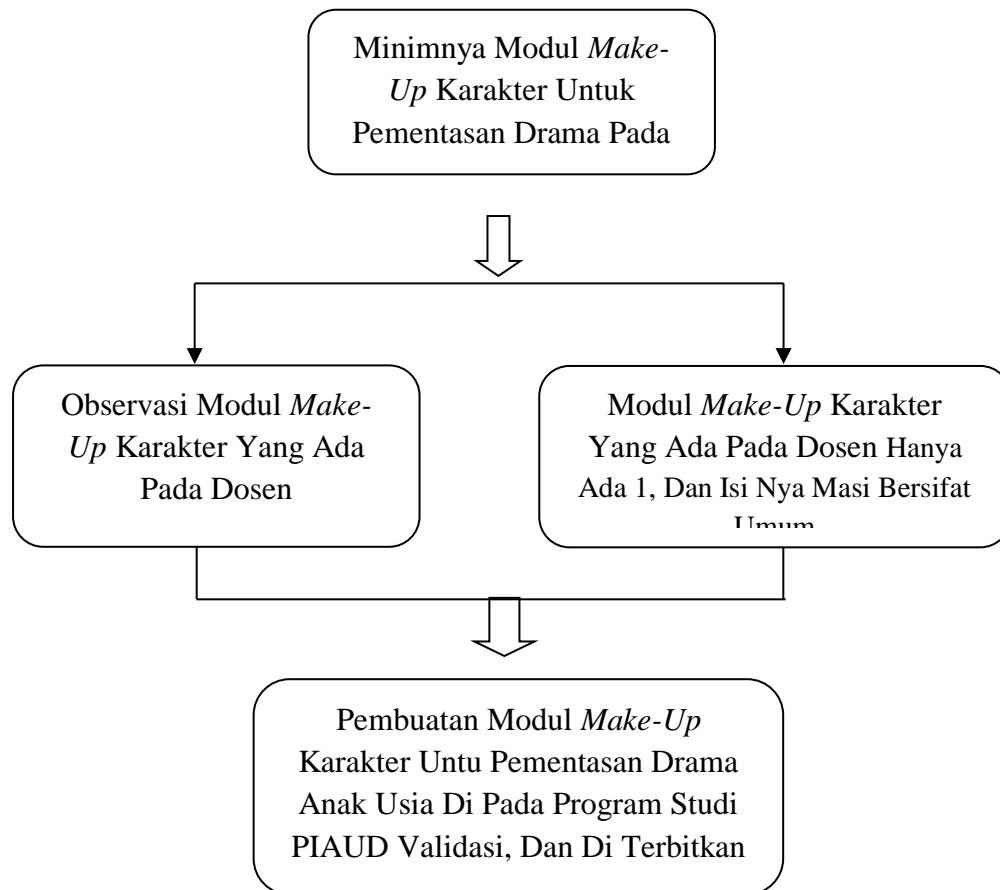 Minimnya Modul Make-
Up Karakter Untuk
Pementasan Drama Pada
Observasi Modul Make-
Up Karakter Yang Ada
Pada Dosen
Modul Make-Up Karakter
Yang Ada Pada Dosen Hanya
Ada 1, Dan Isi Nya Masi Bersifat
Umum
Pembuatan Modul Make-Up
Karakter Untu Pementasan Drama
Anak Usia Di Pada Program Studi
PIAUD Validasi, Dan Di Terbitkan